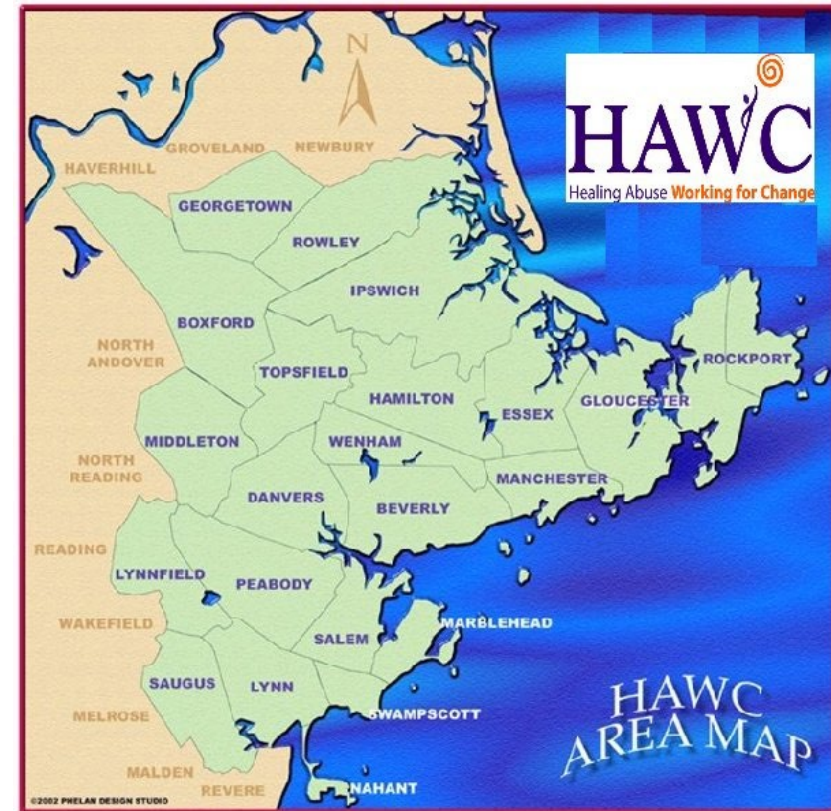 N
HAWC
Healing Abuse Working for Change
GROVELAND
NEWBURY
HAVERHILL
GEORGETOWN
ROWLEY
IPSWICH
BOXFORD
NORTH
ANDOVER
TOPSFIELD
ROCKPORT
HAMILTON
GLOUCESTER
ESSEX
MIDDLETON
WENHAM
NORTH
READING
MANCHESTER
DANVERS
BEVERLY
READING
LYNNFIELD
PEABODY
WAKEFIELD
MARBLEHEAD
SALEM
SAUGUS
LYNN
SWAMPSCOTT
MELROSE
HAWC
AREA MAP
MALDEN
REVERE
NAHANT
©2002 PHELAN DESIGN STUDIO